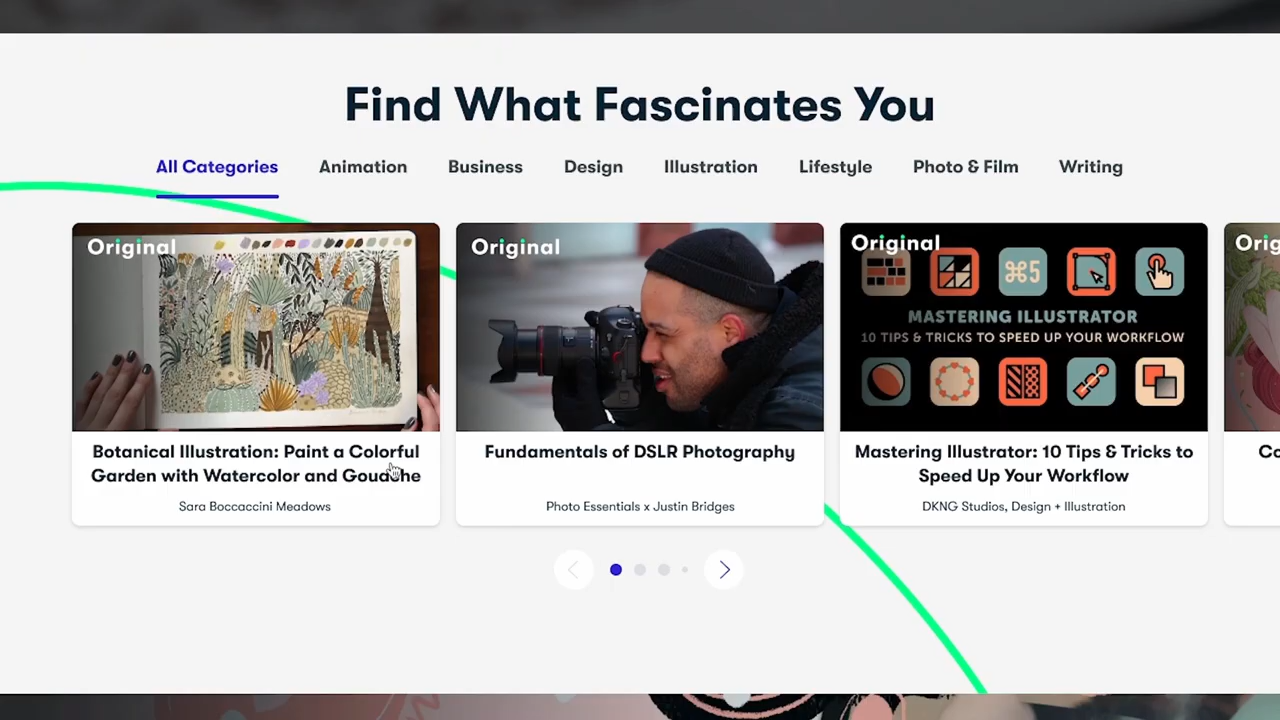 Find What Fascinates You
All Categories Animation Business Design Illustration Lifestyle Photo & Film Writing
Original Original Original
⌘5
MASTERING ILLUSTRATOR
10 TIPS & TRICKS TO SPEED UP YOUR WORKFLOW
Botanical Illustration: Paint a Colorful
Garden with Watercolor and Gouache
Sara Boccaccini Meadows
Fundamentals of DSLR Photography
Photo Essentials x Justin Bridges
Mastering Illustrator: 10 Tips & Tricks to
Speed Up Your Workflow
DKNG Studios, Design + Illustration